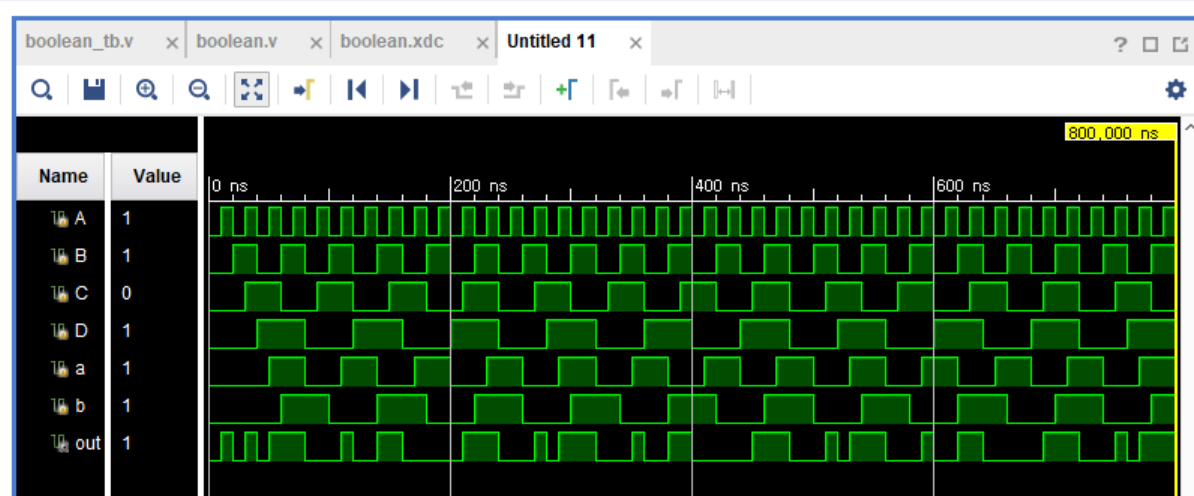 boolean_tb.v × boolean.v × boolean.xdc × Untitled 11 ×
800,000 ns
Name Value
0 ns 200 ns 400 ns 600 ns
A 1
B 1
C 0
D 1
a 1
b 1
out 1